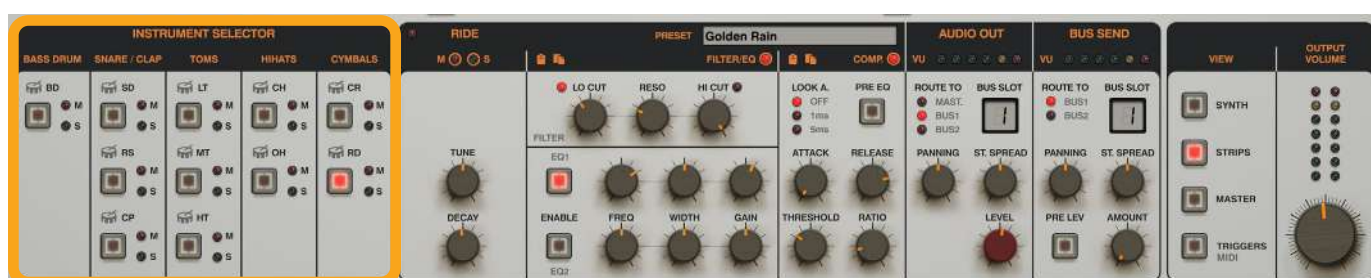 INSTRUMENT SELECTOR
BASS DRUM SNARE / CLAP TOMS HIHATS CYMBALS
BD SD LT CH CR
M M M M M
S S S S S
RS MT OH RD
M M M M
S S S S
CP HT
M M
S S
RIDE PRESET Golden Rain
M S FILTER/EQ COMP.
LO CUT RESO HI CUT
FILTER
TUNE EQ1
DECAY ENABLE FREQ WIDTH GAIN
EQ2
LOOK A. PRE EQ
OFF
1ms
5ms
ATTACK RELEASE
THRESHOLD RATIO
AUDIO OUT
VU
ROUTE TO BUS SLOT
MAST. 1
BUS1
BUS2
PANNING ST. SPREAD
LEVEL
BUS SEND
VU
ROUTE TO BUS SLOT
BUS1 1
BUS2
PANNING ST. SPREAD
PRE LEV AMOUNT
VIEW
SYNTH
STRIPS
MASTER
TRIGGERS
MIDI
OUTPUT
VOLUME